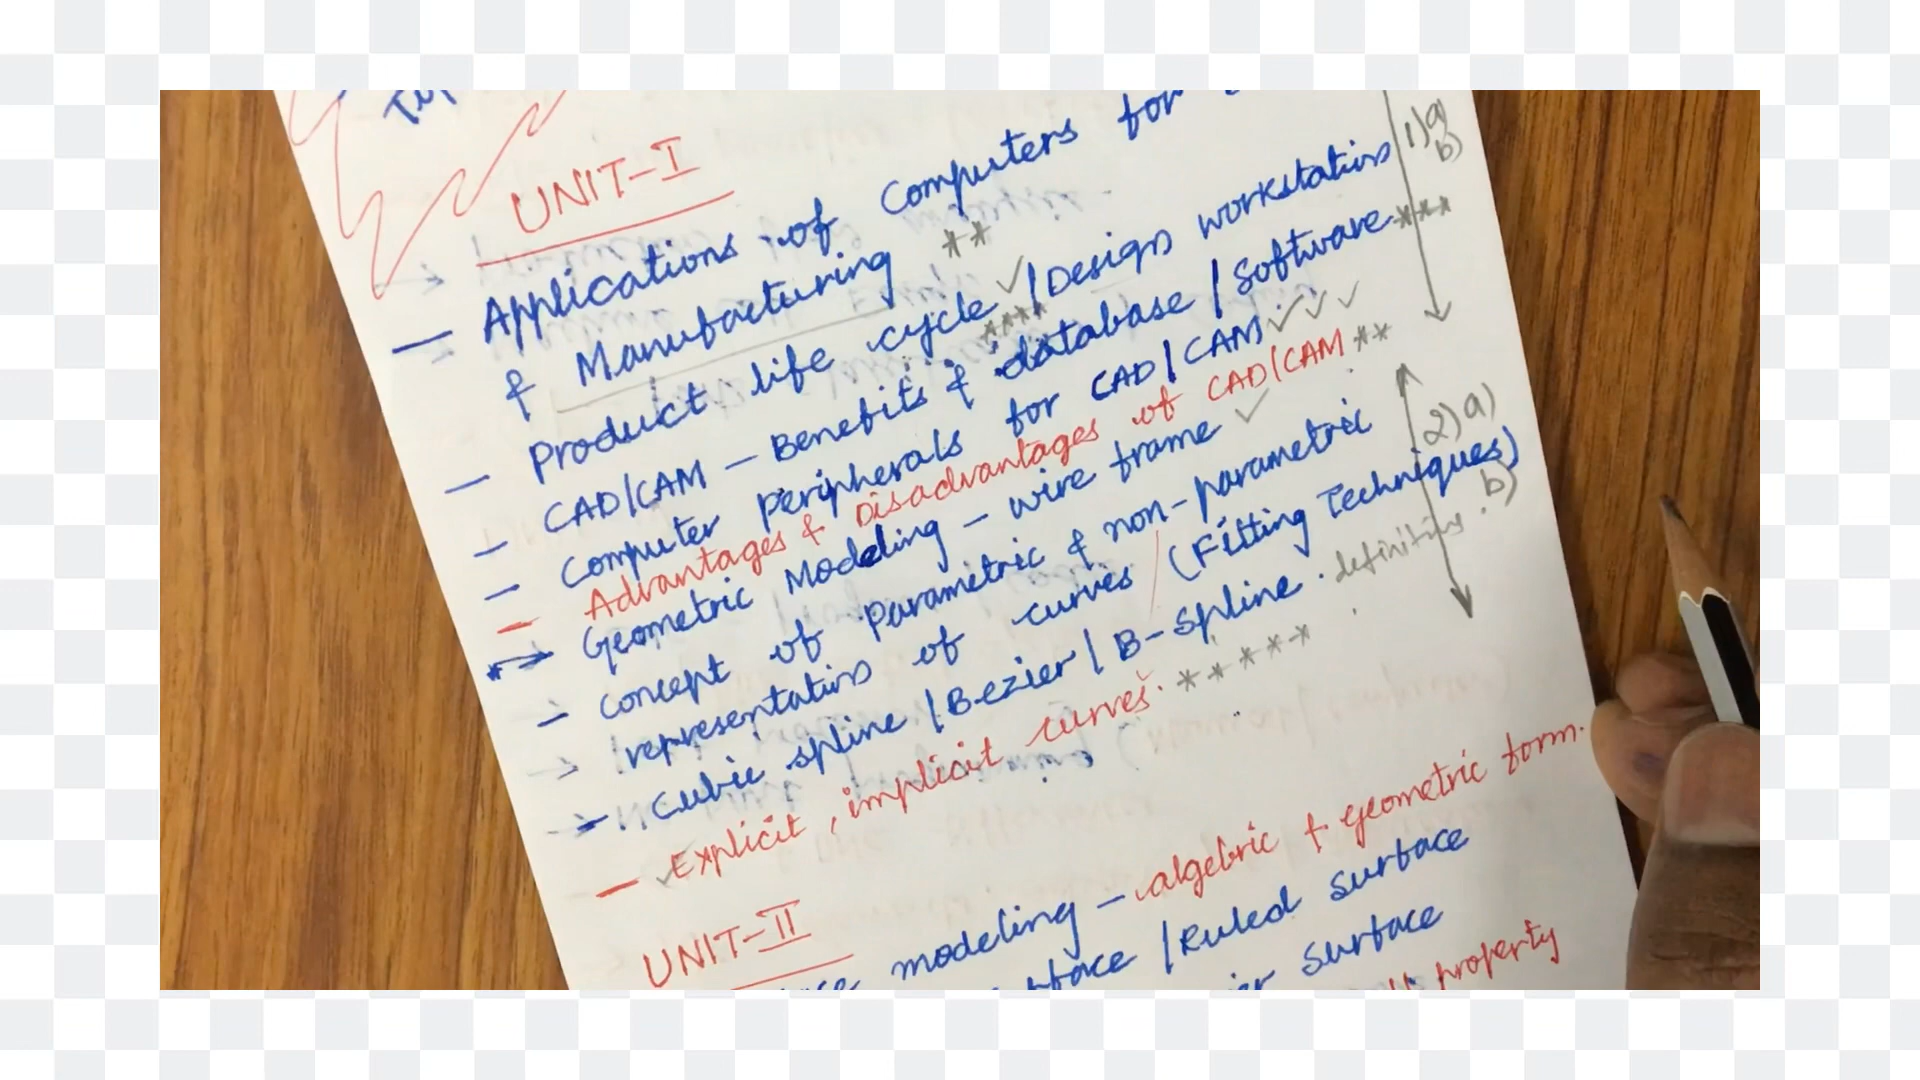 UNIT-I
— Applications of Computers for
& Manufacturing **
— Product life cycle ✓ / Design workstations
— CAD/CAM — Benefits & database / Software ***
— Computer peripherals for CAD/CAM ✓✓✓
— Advantages & Disadvantages of CAD/CAM **
Geometric Modeling — wire frame ✓
— Concept of parametric & non-parametric
representations of curves (Fitting Techniques)
— Cubic spline / Bezier / B-Spline. definitions.
— Explicit, implicit curves. *****
1) a)
b)
2) a)
b)
UNIT-II
modeling — algebric + geometric form.
/ Ruled surface
surface
property